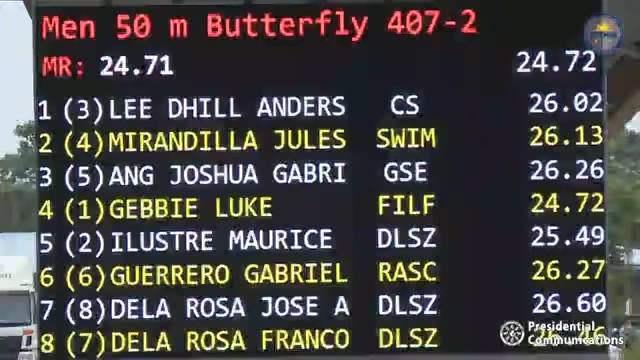 Men 50 m Butterfly 407-2
MR: 24.71 24.72
1 (3) LEE DHILL ANDERS CS 26.02
2 (4) MIRANDILLA JULES SWIM 26.13
3 (5) ANG JOSHUA GABRI GSE 26.26
4 (1) GEBBIE LUKE FILF 24.72
5 (2) ILUSTRE MAURICE DLSZ 25.49
6 (6) GUERRERO GABRIEL RASC 26.27
7 (8) DELA ROSA JOSE A DLSZ 26.60
8 (7) DELA ROSA FRANCO DLSZ
Presidential
Communications